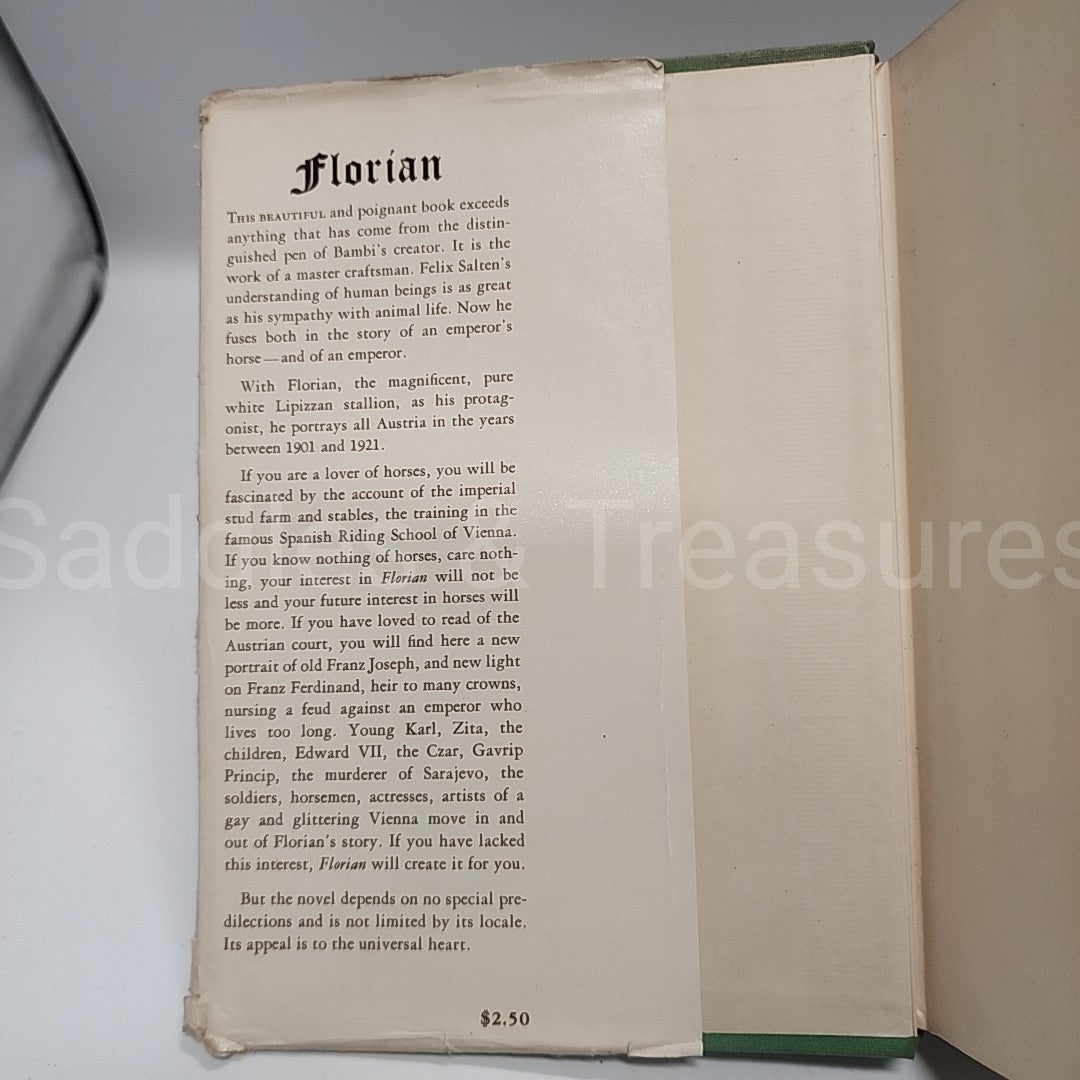 Florian
THIS BEAUTIFUL and poignant book exceeds
anything that has come from the distin-
guished pen of Bambi's creator. It is the
work of a master craftsman. Felix Salten's
understanding of human beings is as great
as his sympathy with animal life. Now he
fuses both in the story of an emperor's
horse—and of an emperor.
With Florian, the magnificent, pure
white Lipizzan stallion, as his protag-
onist, he portrays all Austria in the years
between 1901 and 1921.
If you are a lover of horses, you will be
fascinated by the account of the imperial
stud farm and stables, the training in the
famous Spanish Riding School of Vienna.
If you know nothing of horses, care noth-
ing, your interest in Florian will not be
less and your future interest in horses will
be more. If you have loved to read of the
Austrian court, you will find here a new
portrait of old Franz Joseph, and new light
on Franz Ferdinand, heir to many crowns,
nursing a feud against an emperor who
lives too long. Young Karl, Zita, the
children, Edward VII, the Czar, Gavrip
Princip, the murderer of Sarajevo, the
soldiers, horsemen, actresses, artists of a
gay and glittering Vienna move in and
out of Florian's story. If you have lacked
this interest, Florian will create it for you.
But the novel depends on no special pre-
dilections and is not limited by its locale.
Its appeal is to the universal heart.
$2.50
& Treasures